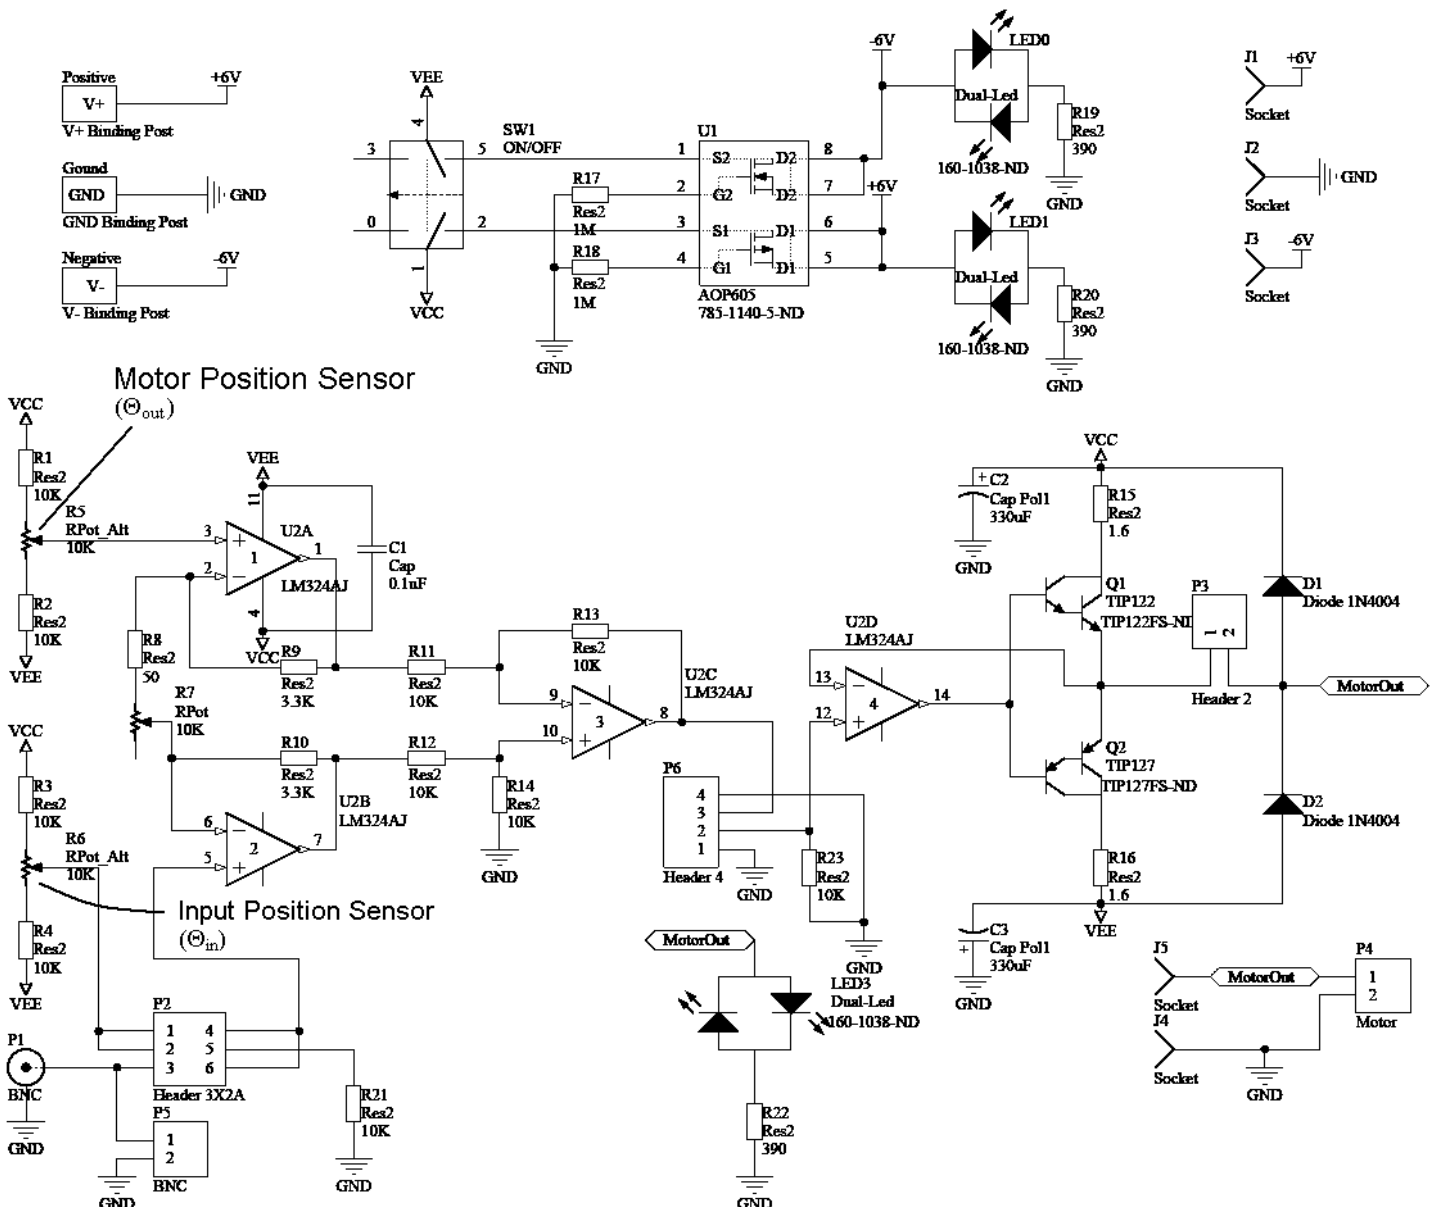 Positive
V+
V+ Binding Post
+6V
Gound
GND
GND Binding Post
GND
Negative
V-
V- Binding Post
-6V
VEE
4
3
5
0
2
1
VCC
SW1
ON/OFF
R17
Res2
1M
R18
Res2
1M
GND
U1
1
S2
D2
8
2
G2
D2
7
3
S1
D1
6
4
G1
D1
5
AOP605
785-1140-5-ND
-6V
+6V
LED0
Dual-Led
160-1038-ND
R19
Res2
390
GND
LED1
Dual-Led
160-1038-ND
R20
Res2
390
GND
J1
+6V
Socket
J2
GND
Socket
J3
-6V
Socket
Motor Position Sensor
(Θout)
VCC
R1
Res2
10K
R5
RPot_Alt
10K
R2
Res2
10K
VEE
VEE
11
3
2
1
1
4
U2A
LM324AJ
VCC
C1
Cap
0.1nF
R8
Res2
50
R9
Res2
3.3K
R11
Res2
10K
R13
Res2
10K
R7
RPot
10K
R10
Res2
3.3K
R12
Res2
10K
R14
Res2
10K
GND
U2B
LM324AJ
6
5
2
7
U2C
LM324AJ
9
10
3
8
VCC
R3
Res2
10K
R6
RPot_Alt
10K
R4
Res2
10K
VEE
Input Position Sensor
(Θin)
P6
4
3
2
1
Header 4
GND
R23
Res2
10K
GND
U2D
LM324AJ
13
12
4
14
VCC
C2
Cap Pol1
330uF
GND
R15
Res2
1.6
Q1
TIP122
TIP122FS-ND
P3
1
2
Header 2
D1
Diode 1N4004
MotorOut
Q2
TIP127
TIP127FS-ND
D2
Diode 1N4004
R16
Res2
1.6
VEE
C3
Cap Pol1
330uF
GND
P1
BNC
GND
P2
1
4
2
5
3
6
Header 3X2A
P5
1
2
BNC
GND
R21
Res2
10K
GND
MotorOut
LED3
Dual-Led
160-1038-ND
R22
Res2
390
GND
J5
Socket
MotorOut
J4
Socket
GND
P4
1
2
Motor